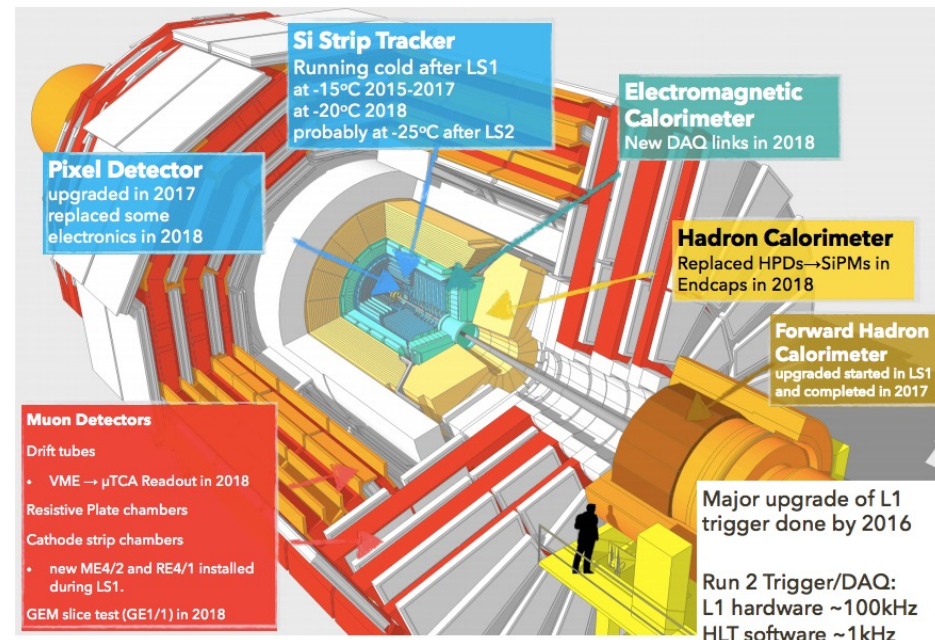 Si Strip Tracker
Running cold after LS1
at -15ºC 2015-2017
at -20ºC 2018
probably at -25ºC after LS2
Electromagnetic
Calorimeter
New DAQ links in 2018
Pixel Detector
upgraded in 2017
replaced some
electronics in 2018
Hadron Calorimeter
Replaced HPDs→SiPMs in
Endcaps in 2018
Forward Hadron
Calorimeter
upgraded started in LS1
and completed in 2017
Muon Detectors
Drift tubes
• VME → µTCA Readout in 2018
Resistive Plate chambers
Cathode strip chambers
• new ME4/2 and RE4/1 installed
during LS1.
GEM slice test (GE1/1) in 2018
Major upgrade of L1
trigger done by 2016
Run 2 Trigger/DAQ:
L1 hardware ~100kHz
HLT software ~1kHz